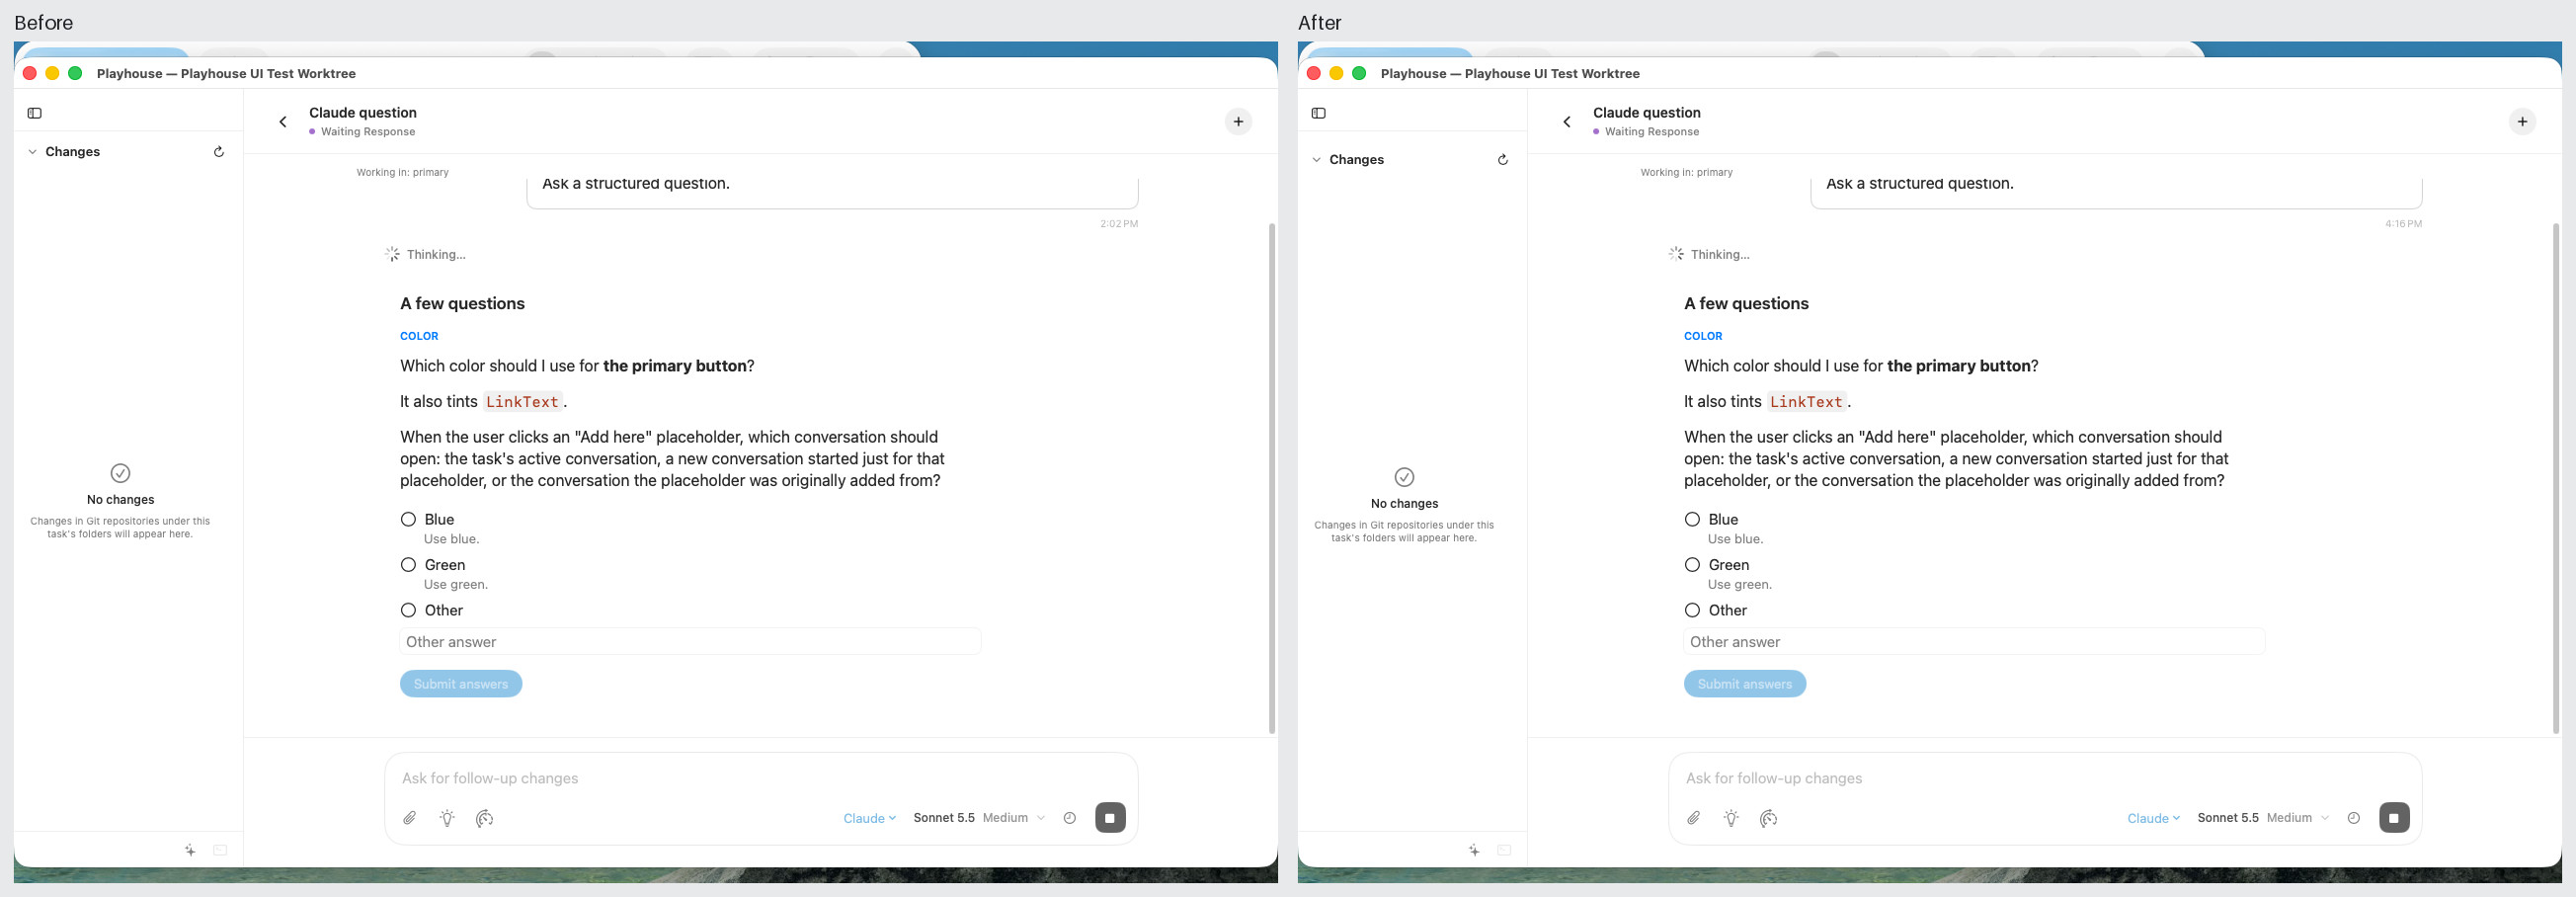 Before
Playhouse — Playhouse UI Test Worktree
Changes
No changes
Changes in Git repositories under this
task's folders will appear here.
Claude question
Waiting Response
Working in: primary
Ask a structured question.
2:02 PM
Thinking...
A few questions
COLOR
Which color should I use for the primary button?
It also tints LinkText.
When the user clicks an "Add here" placeholder, which conversation should
open: the task's active conversation, a new conversation started just for that
placeholder, or the conversation the placeholder was originally added from?
Blue
Use blue.
Green
Use green.
Other
Other answer
Submit answers
Ask for follow-up changes
Claude Sonnet 5.5 Medium
After
Playhouse — Playhouse UI Test Worktree
Changes
No changes
Changes in Git repositories under this
task's folders will appear here.
Claude question
Waiting Response
Working in: primary
Ask a structured question.
4:16 PM
Thinking...
A few questions
COLOR
Which color should I use for the primary button?
It also tints LinkText.
When the user clicks an "Add here" placeholder, which conversation should
open: the task's active conversation, a new conversation started just for that
placeholder, or the conversation the placeholder was originally added from?
Blue
Use blue.
Green
Use green.
Other
Other answer
Submit answers
Ask for follow-up changes
Claude Sonnet 5.5 Medium